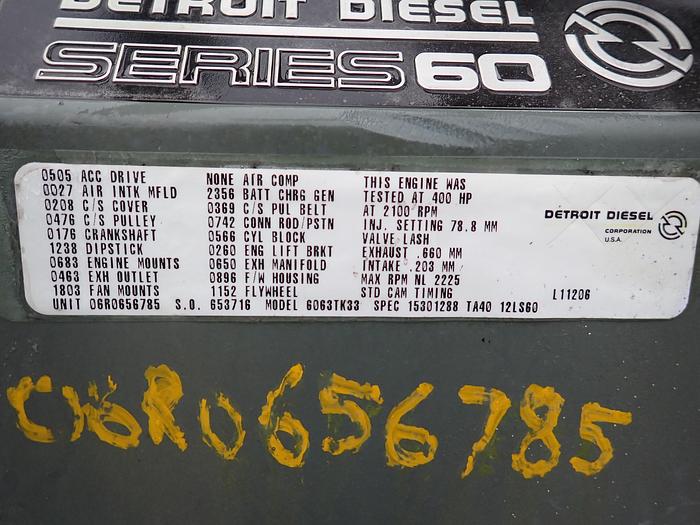 DETROIT DIESEL
SERIES 60
0505 ACC DRIVE NONE AIR COMP THIS ENGINE WAS
0027 AIR INTK MFLD 2356 BATT CHRG GEN TESTED AT 400 HP
0208 C/S COVER 0369 C/S PUL BELT AT 2100 RPM
0476 C/S PULLEY 0742 CONN ROD/PSTN INJ. SETTING 78.8 MM
0176 CRANKSHAFT 0566 CYL BLOCK VALVE LASH
1238 DIPSTICK 0260 ENG LIFT BRKT EXHAUST .660 MM
0683 ENGINE MOUNTS 0650 EXH MANIFOLD INTAKE .203 MM
0463 EXH OUTLET 0896 F/W HOUSING MAX RPM NL 2225
1803 FAN MOUNTS 1152 FLYWHEEL STD CAM TIMING L11206
UNIT 06R0656785 S.O. 653716 MODEL 6063TK33 SPEC 15301288 TA40 12LS60
DETROIT DIESEL
CORPORATION
U.S.A.
06R0656785